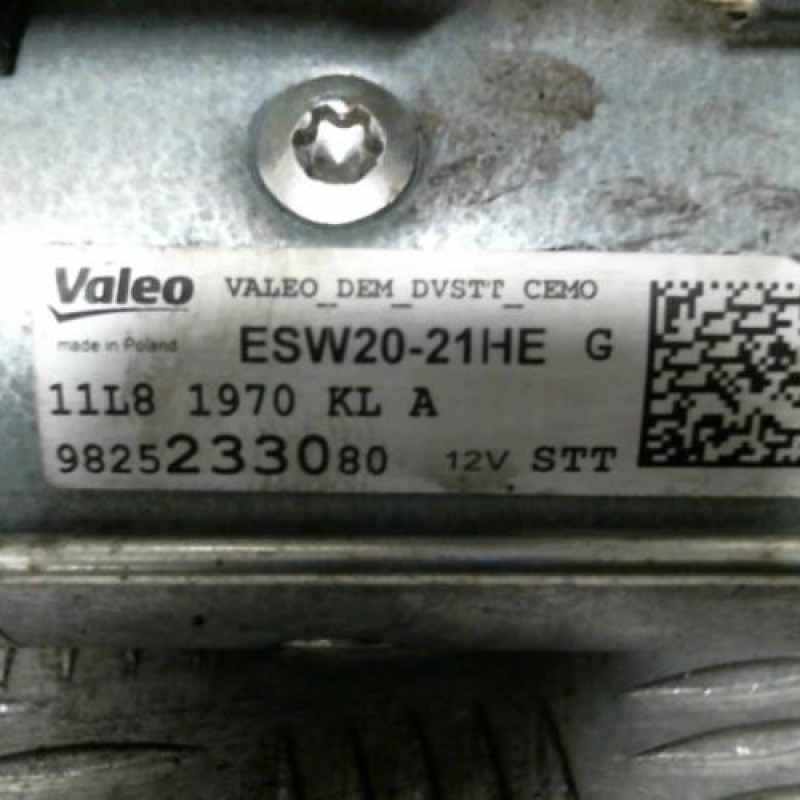 Valeo VALEO_DEM_DVSTT_CEMO
made in Poland ESW20-21HE G
11L8 1970 KL A
9825233080 12V STT